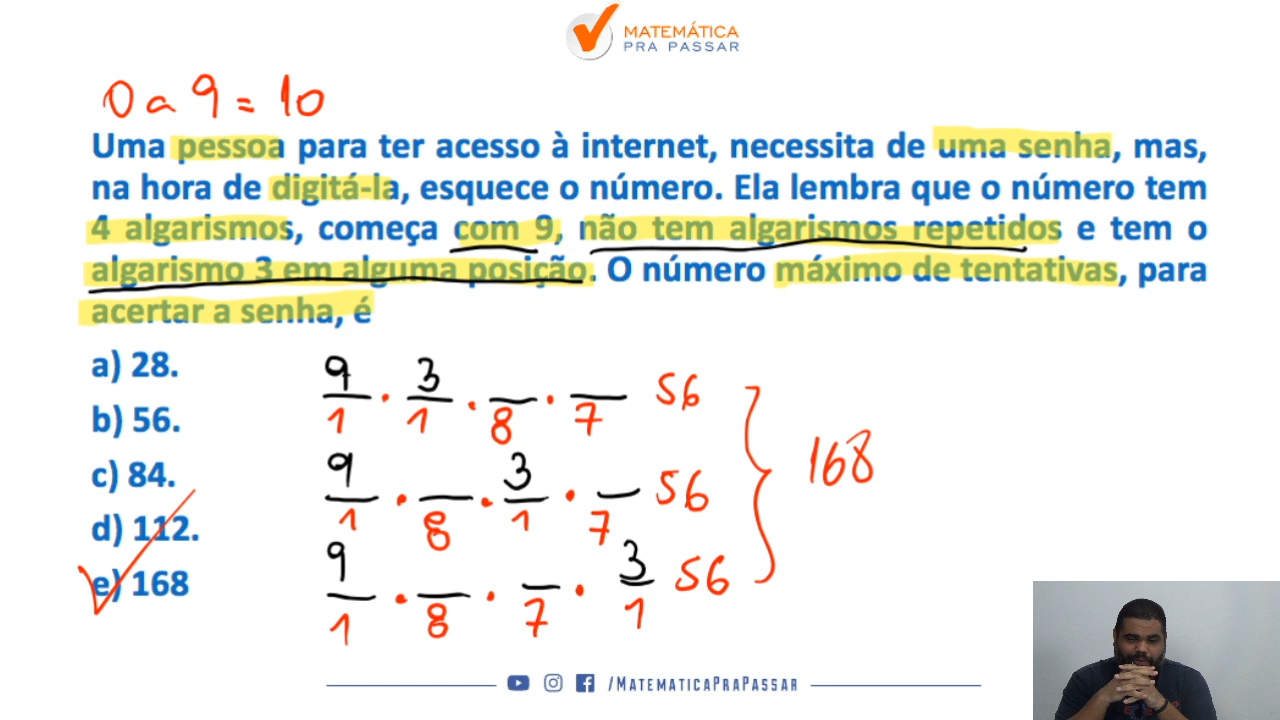 MATEMÁTICA
PRA PASSAR
0 a 9 = 10
Uma pessoa para ter acesso à internet, necessita de uma senha, mas,
na hora de digitá-la, esquece o número. Ela lembra que o número tem
4 algarismos, começa com 9, não tem algarismos repetidos e tem o
algarismo 3 em alguma posição. O número máximo de tentativas, para
acertar a senha, é
a) 28.
b) 56.
c) 84.
d) 112.
e) 168
9 3
1 · 1 · 8 · 7 56
9 3
1 · 8 · 1 · 7 56
9 3
1 · 8 · 7 · 1 56
168
/MATEMATICAPRAPASSAR